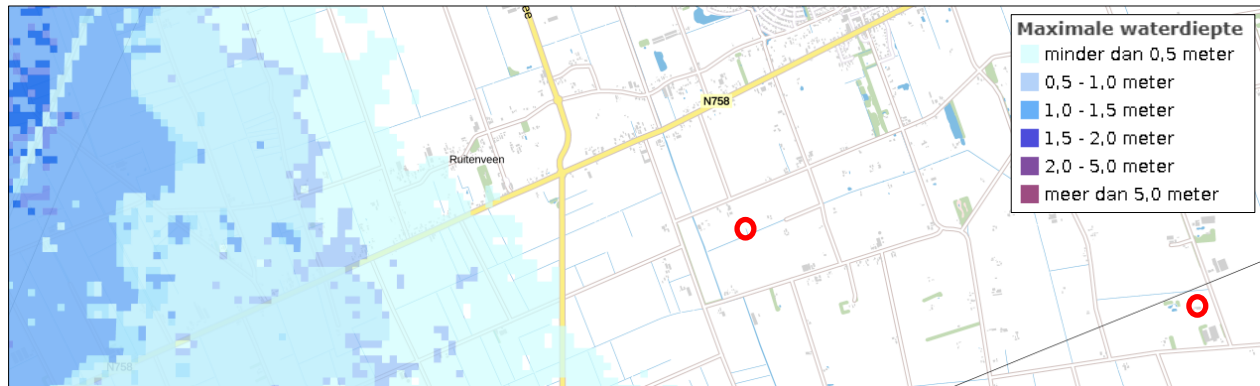 ee
Maximale waterdiepte
minder dan 0,5 meter
0,5 - 1,0 meter
1,0 - 1,5 meter
1,5 - 2,0 meter
2,0 - 5,0 meter
meer dan 5,0 meter
N758
Ruitenveen
N758